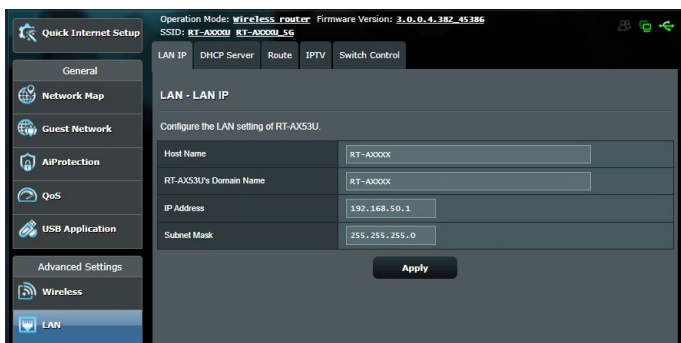 Operation Mode: Wireless router Firmware Version: 3.0.0.4.382_45386
SSID: RT-AXXXU RT-AXXXU_5G
Quick Internet Setup
General
Network Map
Guest Network
AiProtection
QoS
USB Application
Advanced Settings
Wireless
LAN
LAN IP DHCP Server Route IPTV Switch Control
LAN - LAN IP
Configure the LAN setting of RT-AX53U.
Host Name RT-AXXXX
RT-AX53U's Domain Name RT-AXXXX
IP Address 192.168.50.1
Subnet Mask 255.255.255.0
Apply